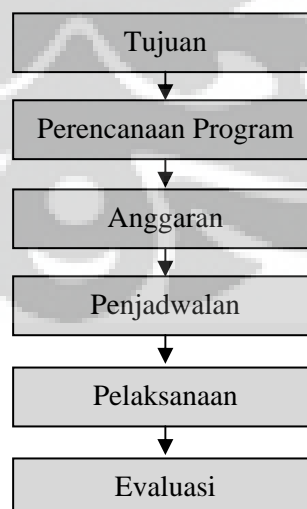 Tujuan
Perencanaan Program
Anggaran
Penjadwalan
Pelaksanaan
Evaluasi